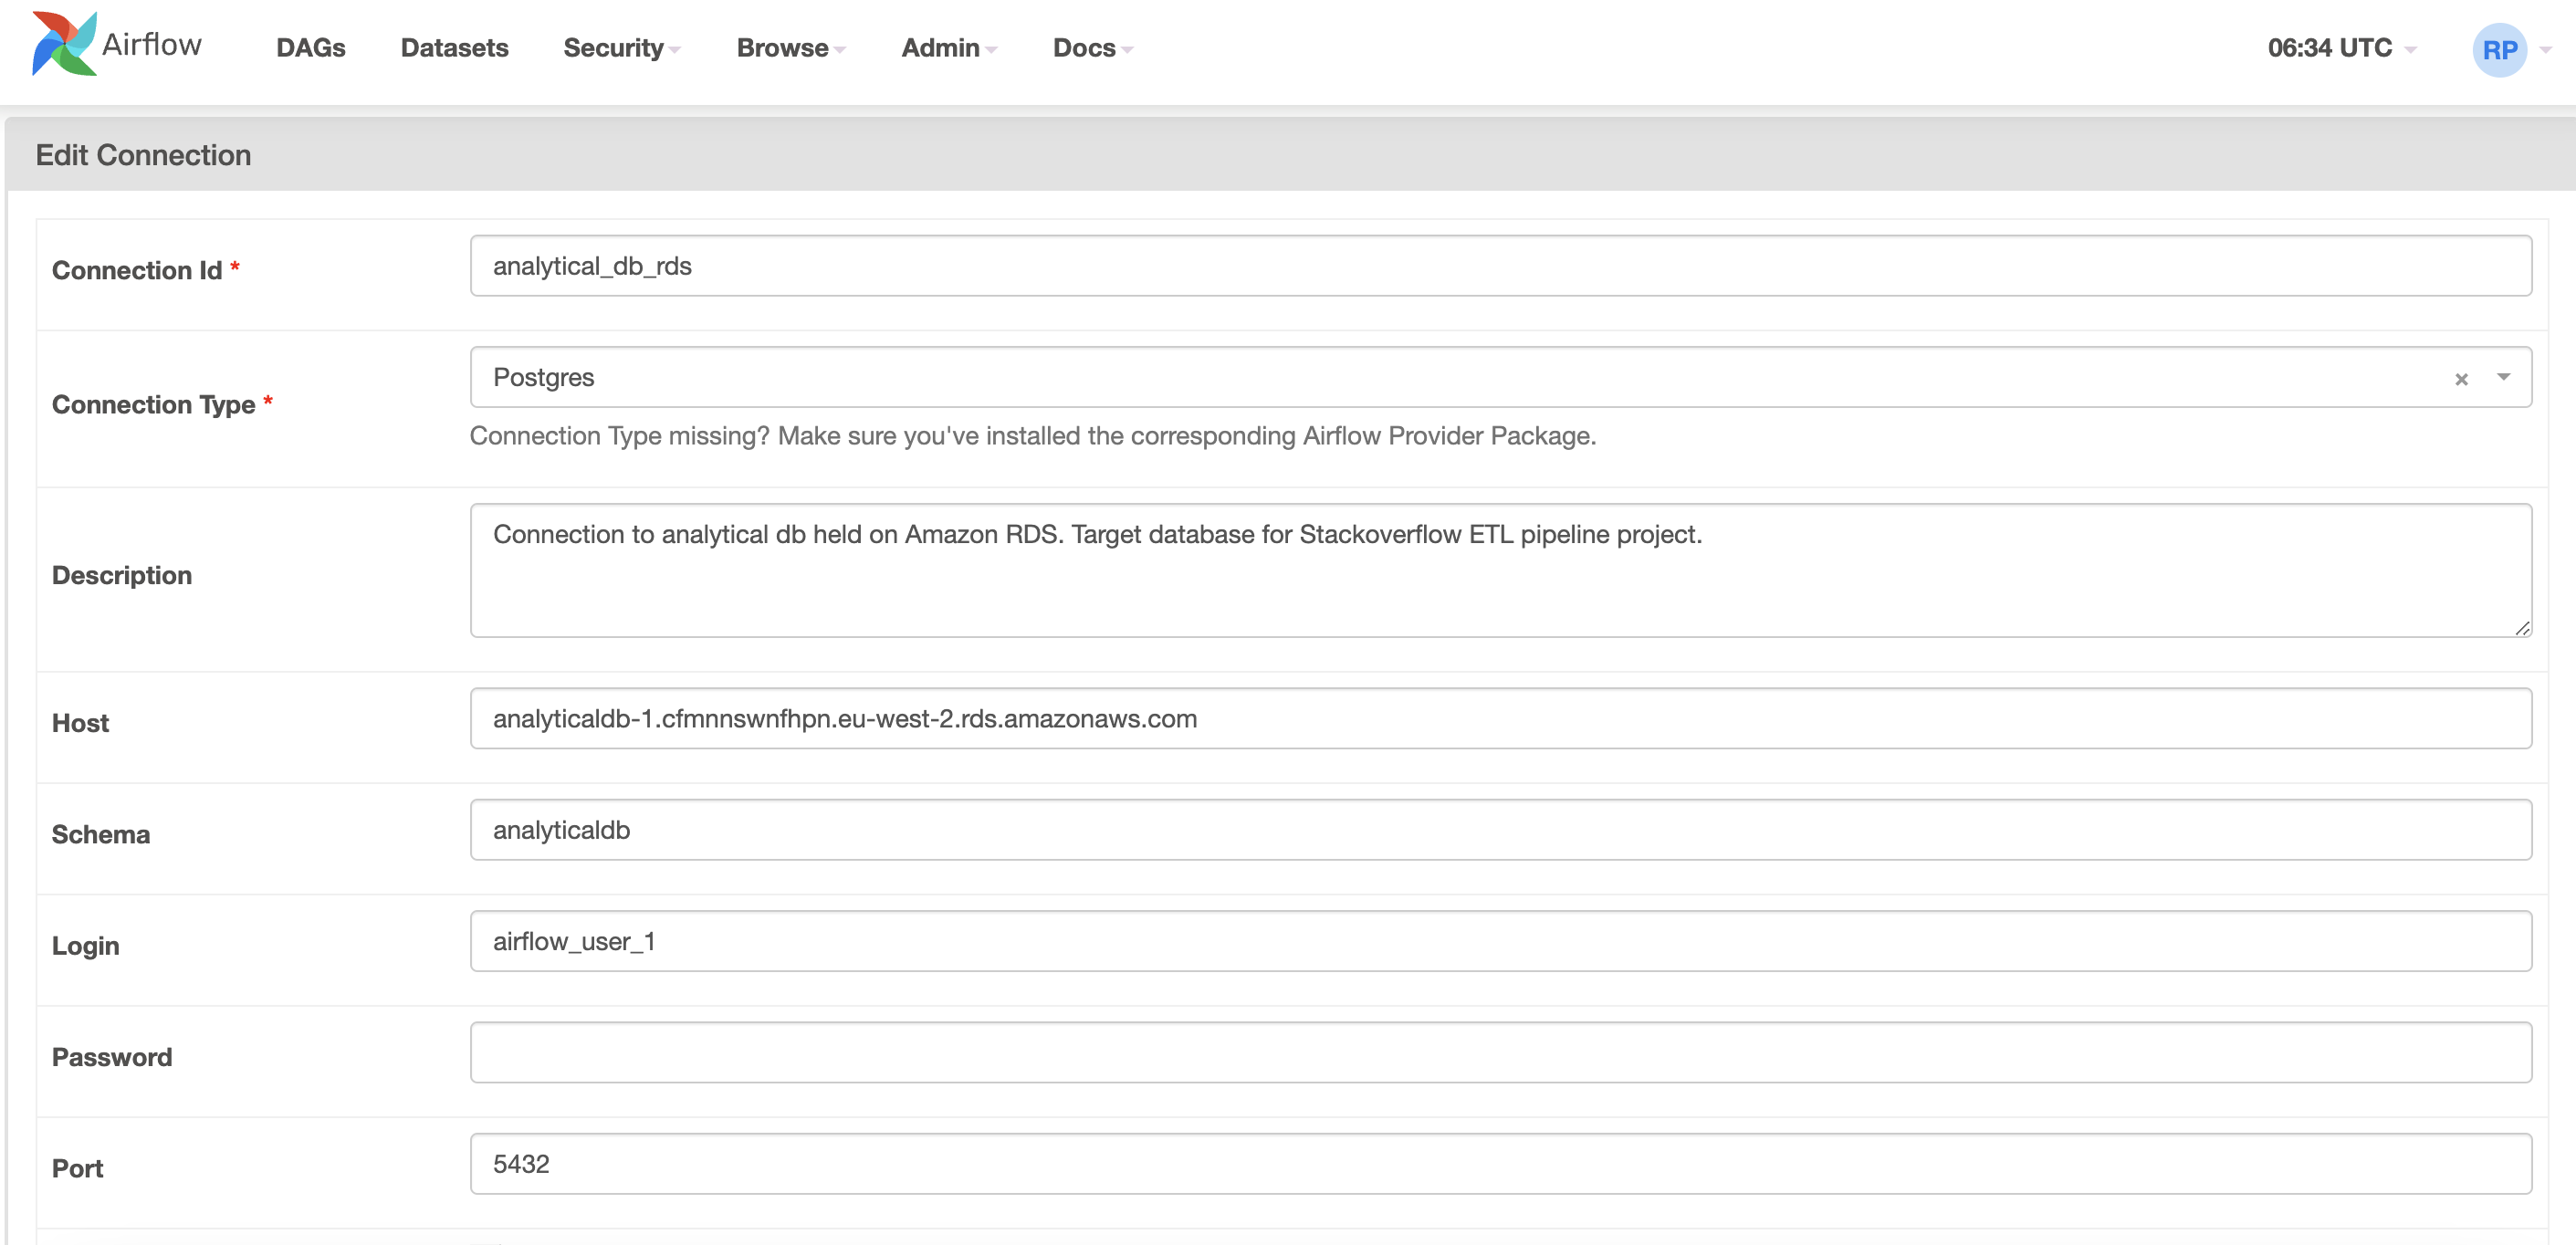 Airflow DAGs Datasets Security Browse Admin Docs 06:34 UTC RP
Edit Connection
Connection Id * analytical_db_rds
Connection Type * Postgres × 
Connection Type missing? Make sure you've installed the corresponding Airflow Provider Package.
Description Connection to analytical db held on Amazon RDS. Target database for Stackoverflow ETL pipeline project.
Host analyticaldb-1.cfmnnswnfhpn.eu-west-2.rds.amazonaws.com
Schema analyticaldb
Login airflow_user_1
Password
Port 5432